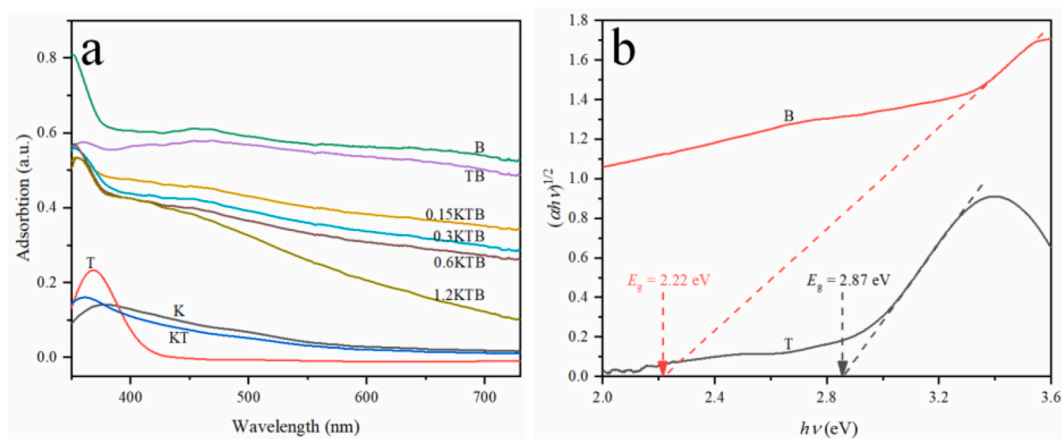 a
0.8
0.6
0.4
0.2
0.0
Adsorption (a.u.)
B
TB
0.15KTB
0.3KTB
0.6KTB
1.2KTB
T
K
KT
400 500 600 700
Wavelength (nm)
b
1.8
1.6
1.4
1.2
1.0
0.8
0.6
0.4
0.2
0.0
(αhν)^1/2
B
E_g = 2.22 eV
E_g = 2.87 eV
T
2.0 2.4 2.8 3.2 3.6
hν (eV)